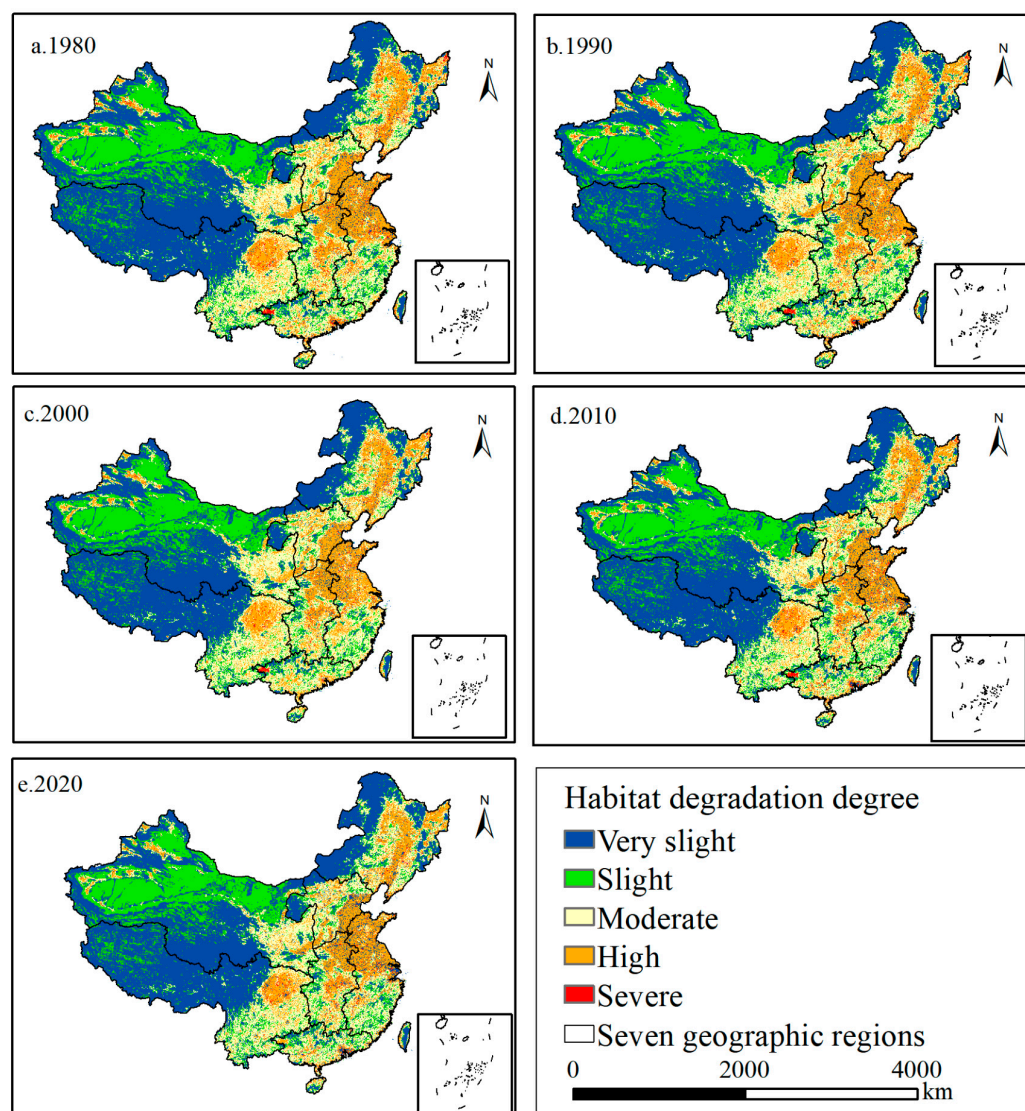 a.1980
N
b.1990
N
c.2000
N
d.2010
N
e.2020
N
Habitat degradation degree
Very slight
Slight
Moderate
High
Severe
Seven geographic regions
0 2000 4000
km